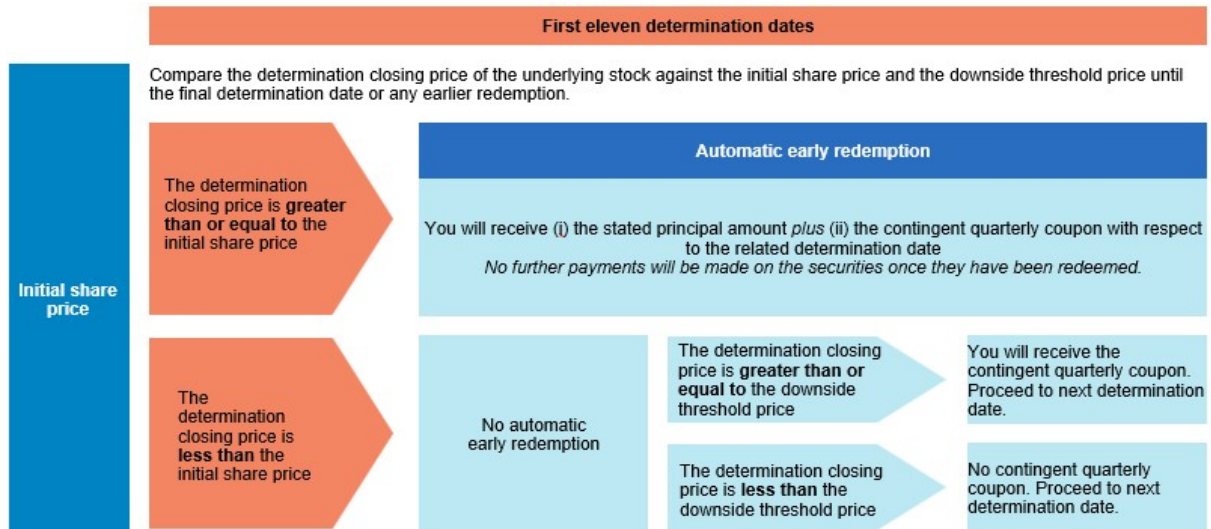 First eleven determination dates
Compare the determination closing price of the underlying stock against the initial share price and the downside threshold price until
the final determination date or any earlier redemption.
Initial share
price
The determination
closing price is greater
than or equal to the
initial share price
Automatic early redemption
You will receive (i) the stated principal amount plus (ii) the contingent quarterly coupon with respect
to the related determination date
No further payments will be made on the securities once they have been redeemed.
The
determination
closing price is
less than the
initial share price
No automatic
early redemption
The determination closing
price is greater than or
equal to the downside
threshold price
You will receive the
contingent quarterly coupon.
Proceed to next determination
date.
The determination closing
price is less than the
downside threshold price
No contingent quarterly
coupon. Proceed to next
determination date.